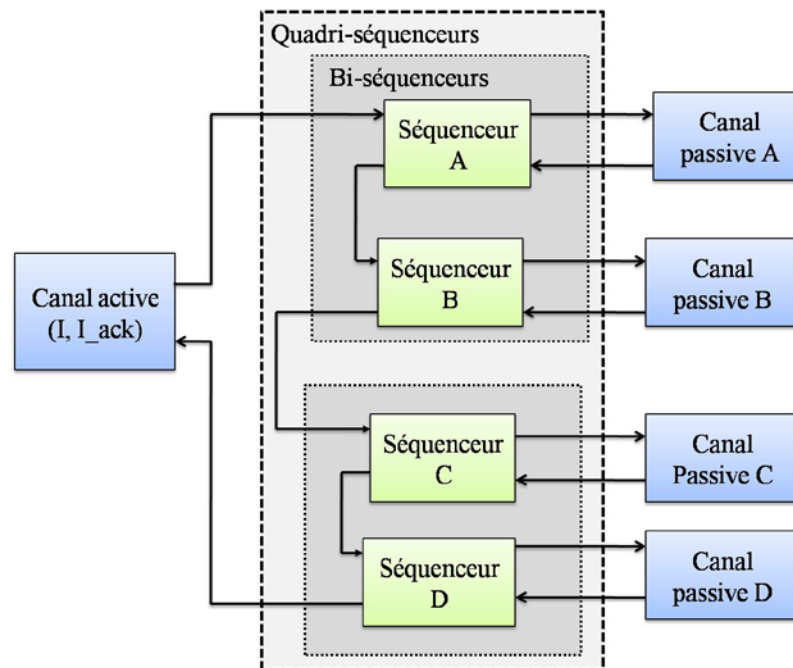 Quadri-séquenceurs
Bi-séquenceurs
Séquenceur
A
Canal
passive A
Séquenceur
B
Canal
passive B
Canal active
(I, I_ack)
Séquenceur
C
Canal
Passive C
Séquenceur
D
Canal
passive D